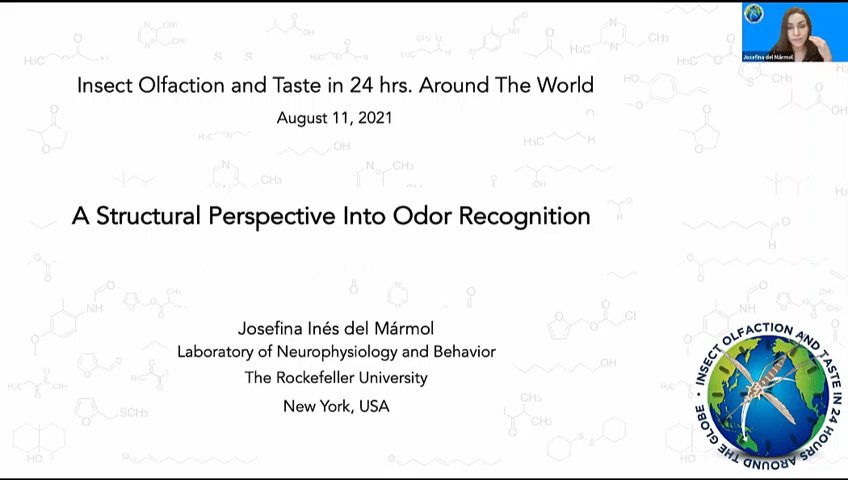 Insect Olfaction and Taste in 24 hrs. Around The World
August 11, 2021
A Structural Perspective Into Odor Recognition
Josefina Inés del Mármol
Laboratory of Neurophysiology and Behavior
The Rockefeller University
New York, USA
Josefina del Mármol
INSECT OLFACTION AND TASTE IN 24 HOURS AROUND THE GLOBE